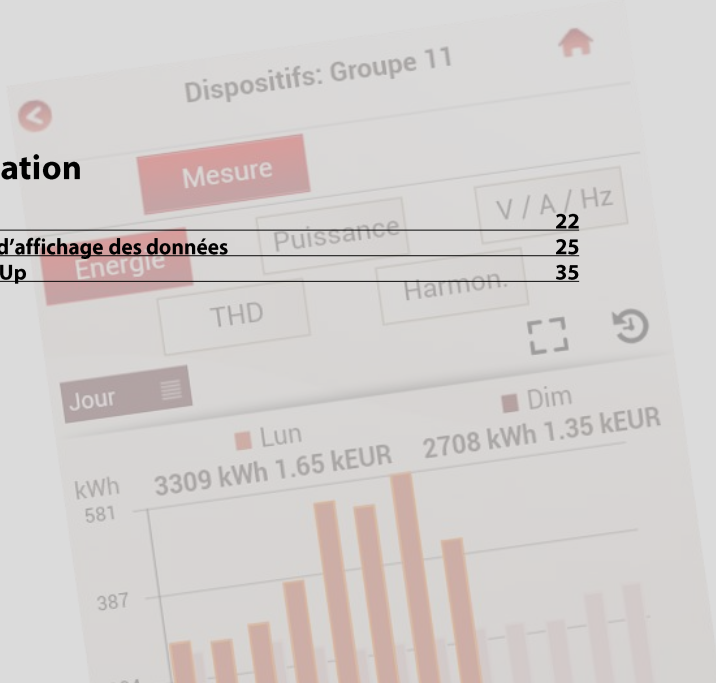 Dispositifs: Groupe 11
ation
Mesure
V / A / Hz
22
Puissance
d’affichage des données
25
Énergie
Up
35
Harmon.
THD
Jour
Lun
Dim
3309 kWh 1.65 kEUR
2708 kWh 1.35 kEUR
kWh
581
387